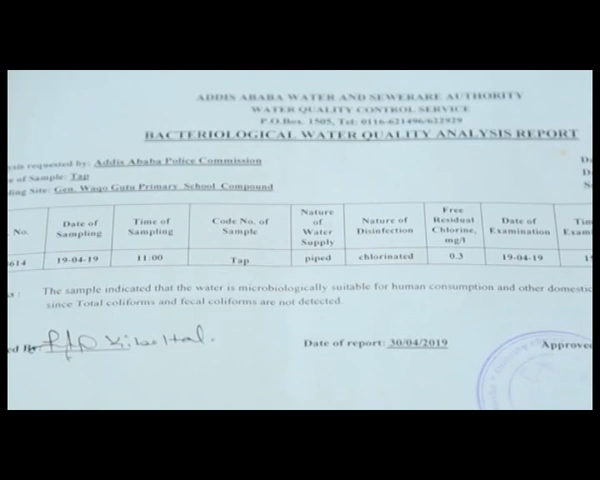 ADDIS ABABA WATER AND SEWERARE AUTHORITY
WATER QUALITY CONTROL SERVICE
P.O.Box. 1505, Tel: 0116-621496/622929
BACTERIOLOGICAL WATER QUALITY ANALYSIS REPORT
ysis requested by: Addis Ababa Police Commission
e of Sample: Tap
ling Site: Gen. Waqo Gutu Primary School Compound
No. Date of Sampling Time of Sampling Code No. of Sample Nature of Water Supply Nature of Disinfection Free Residual Chlorine, mg/l Date of Examination
614 19-04-19 11:00 Tap piped chlorinated 0.3 19-04-19
The sample indicated that the water is microbiologically suitable for human consumption and other domesti
since Total coliforms and fecal coliforms are not detected.
Date of report: 30/04/2019 Approve